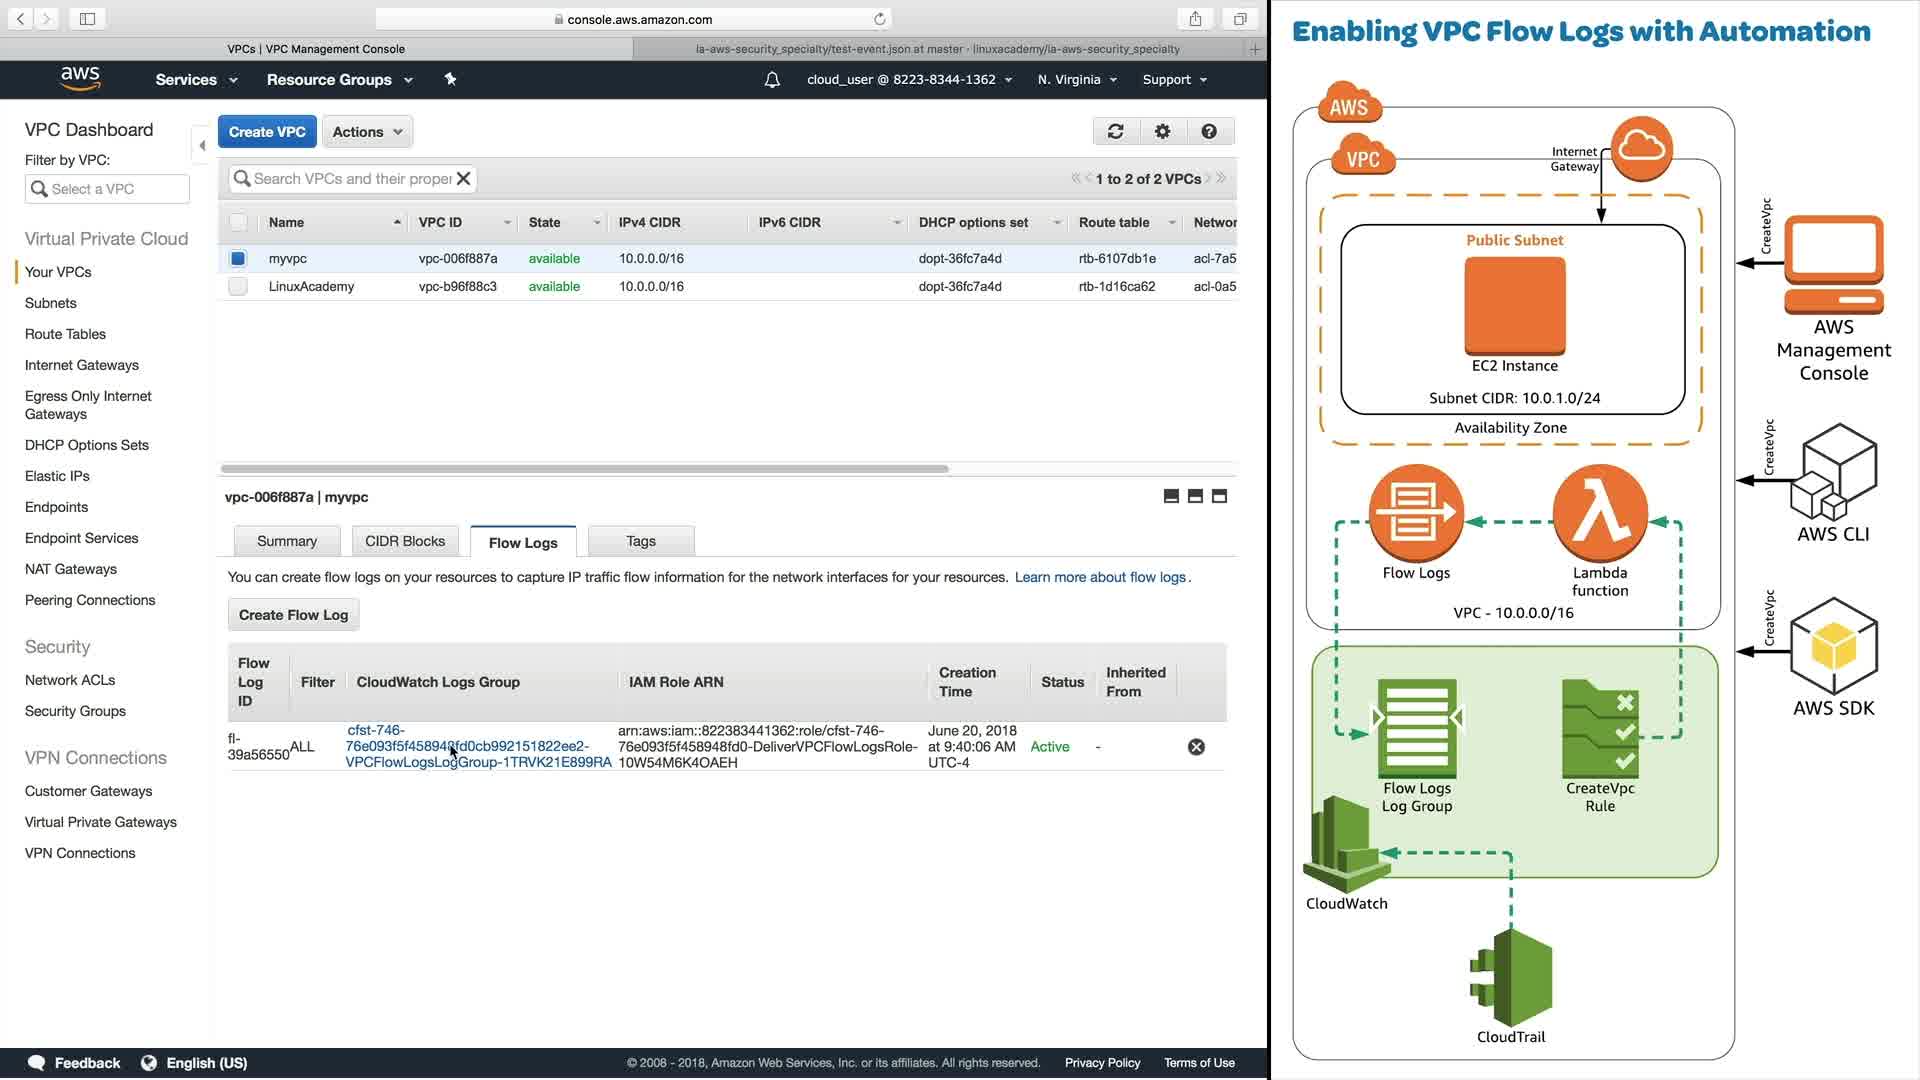 console.aws.amazon.com
VPCs | VPC Management Console
la-aws-security_specialty/test-event.json at master · linuxacademy/la-aws-security_specialty
aws
Services
Resource Groups
cloud_user @ 8223-8344-1362
N. Virginia
Support
VPC Dashboard
Filter by VPC:
Select a VPC
Virtual Private Cloud
Your VPCs
Subnets
Route Tables
Internet Gateways
Egress Only Internet
Gateways
DHCP Options Sets
Elastic IPs
Endpoints
Endpoint Services
NAT Gateways
Peering Connections
Security
Network ACLs
Security Groups
VPN Connections
Customer Gateways
Virtual Private Gateways
VPN Connections
Create VPC
Actions
Search VPCs and their proper
1 to 2 of 2 VPCs
Name VPC ID State IPv4 CIDR IPv6 CIDR DHCP options set Route table Networ
myvpc vpc-006f887a available 10.0.0.0/16 dopt-36fc7a4d rtb-6107db1e acl-7a5
LinuxAcademy vpc-b96f88c3 available 10.0.0.0/16 dopt-36fc7a4d rtb-1d16ca62 acl-0a5
vpc-006f887a | myvpc
Summary
CIDR Blocks
Flow Logs
Tags
You can create flow logs on your resources to capture IP traffic flow information for the network interfaces for your resources. Learn more about flow logs.
Create Flow Log
Flow
Log
ID
Filter
CloudWatch Logs Group
IAM Role ARN
Creation
Time
Status
Inherited
From
fl-
39a56550
ALL
cfst-746-
76e093f5f458948fd0cb992151822ee2-
VPCFlowLogsLogGroup-1TRVK21E899RA
arn:aws:iam::822383441362:role/cfst-746-
76e093f5f458948fd0-DeliverVPCFlowLogsRole-
10W54M6K4OAEH
June 20, 2018
at 9:40:06 AM
UTC-4
Active
-
Feedback
English (US)
© 2008 - 2018, Amazon Web Services, Inc. or its affiliates. All rights reserved.
Privacy Policy
Terms of Use
Enabling VPC Flow Logs with Automation
AWS
VPC
Internet
Gateway
Public Subnet
EC2 Instance
Subnet CIDR: 10.0.1.0/24
Availability Zone
Flow Logs
Lambda
function
VPC - 10.0.0.0/16
Flow Logs
Log Group
CreateVpc
Rule
CloudWatch
CloudTrail
CreateVpc
AWS
Management
Console
CreateVpc
AWS CLI
CreateVpc
AWS SDK